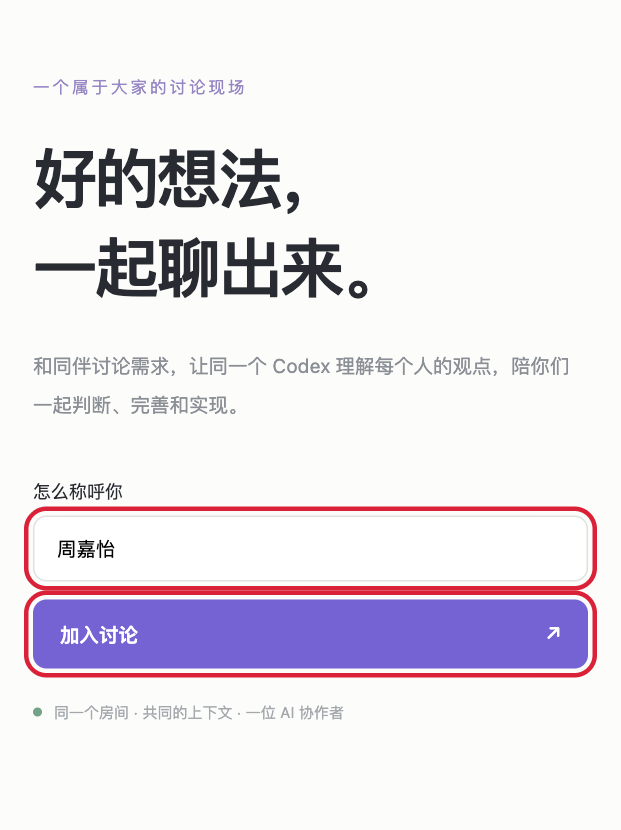 一个属于大家的讨论现场
好的想法，
一起聊出来。
和同伴讨论需求，让同一个 Codex 理解每个人的观点，陪你们
一起判断、完善和实现。
怎么称呼你
周嘉怡
加入讨论
同一个房间 · 共同的上下文 · 一位 AI 协作者